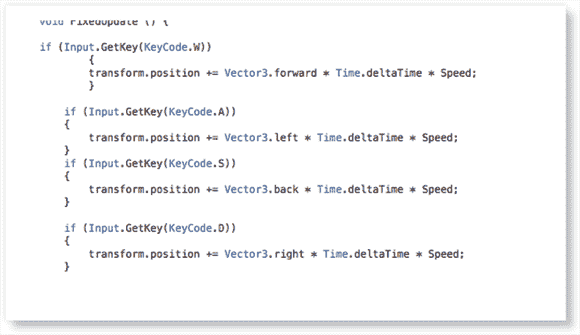 void FixedUpdate () {
if (Input.GetKey(KeyCode.W))
{
transform.position += Vector3.forward * Time.deltaTime * Speed;
}
if (Input.GetKey(KeyCode.A))
{
transform.position += Vector3.left * Time.deltaTime * Speed;
}
if (Input.GetKey(KeyCode.S))
{
transform.position += Vector3.back * Time.deltaTime * Speed;
}
if (Input.GetKey(KeyCode.D))
{
transform.position += Vector3.right * Time.deltaTime * Speed;
}